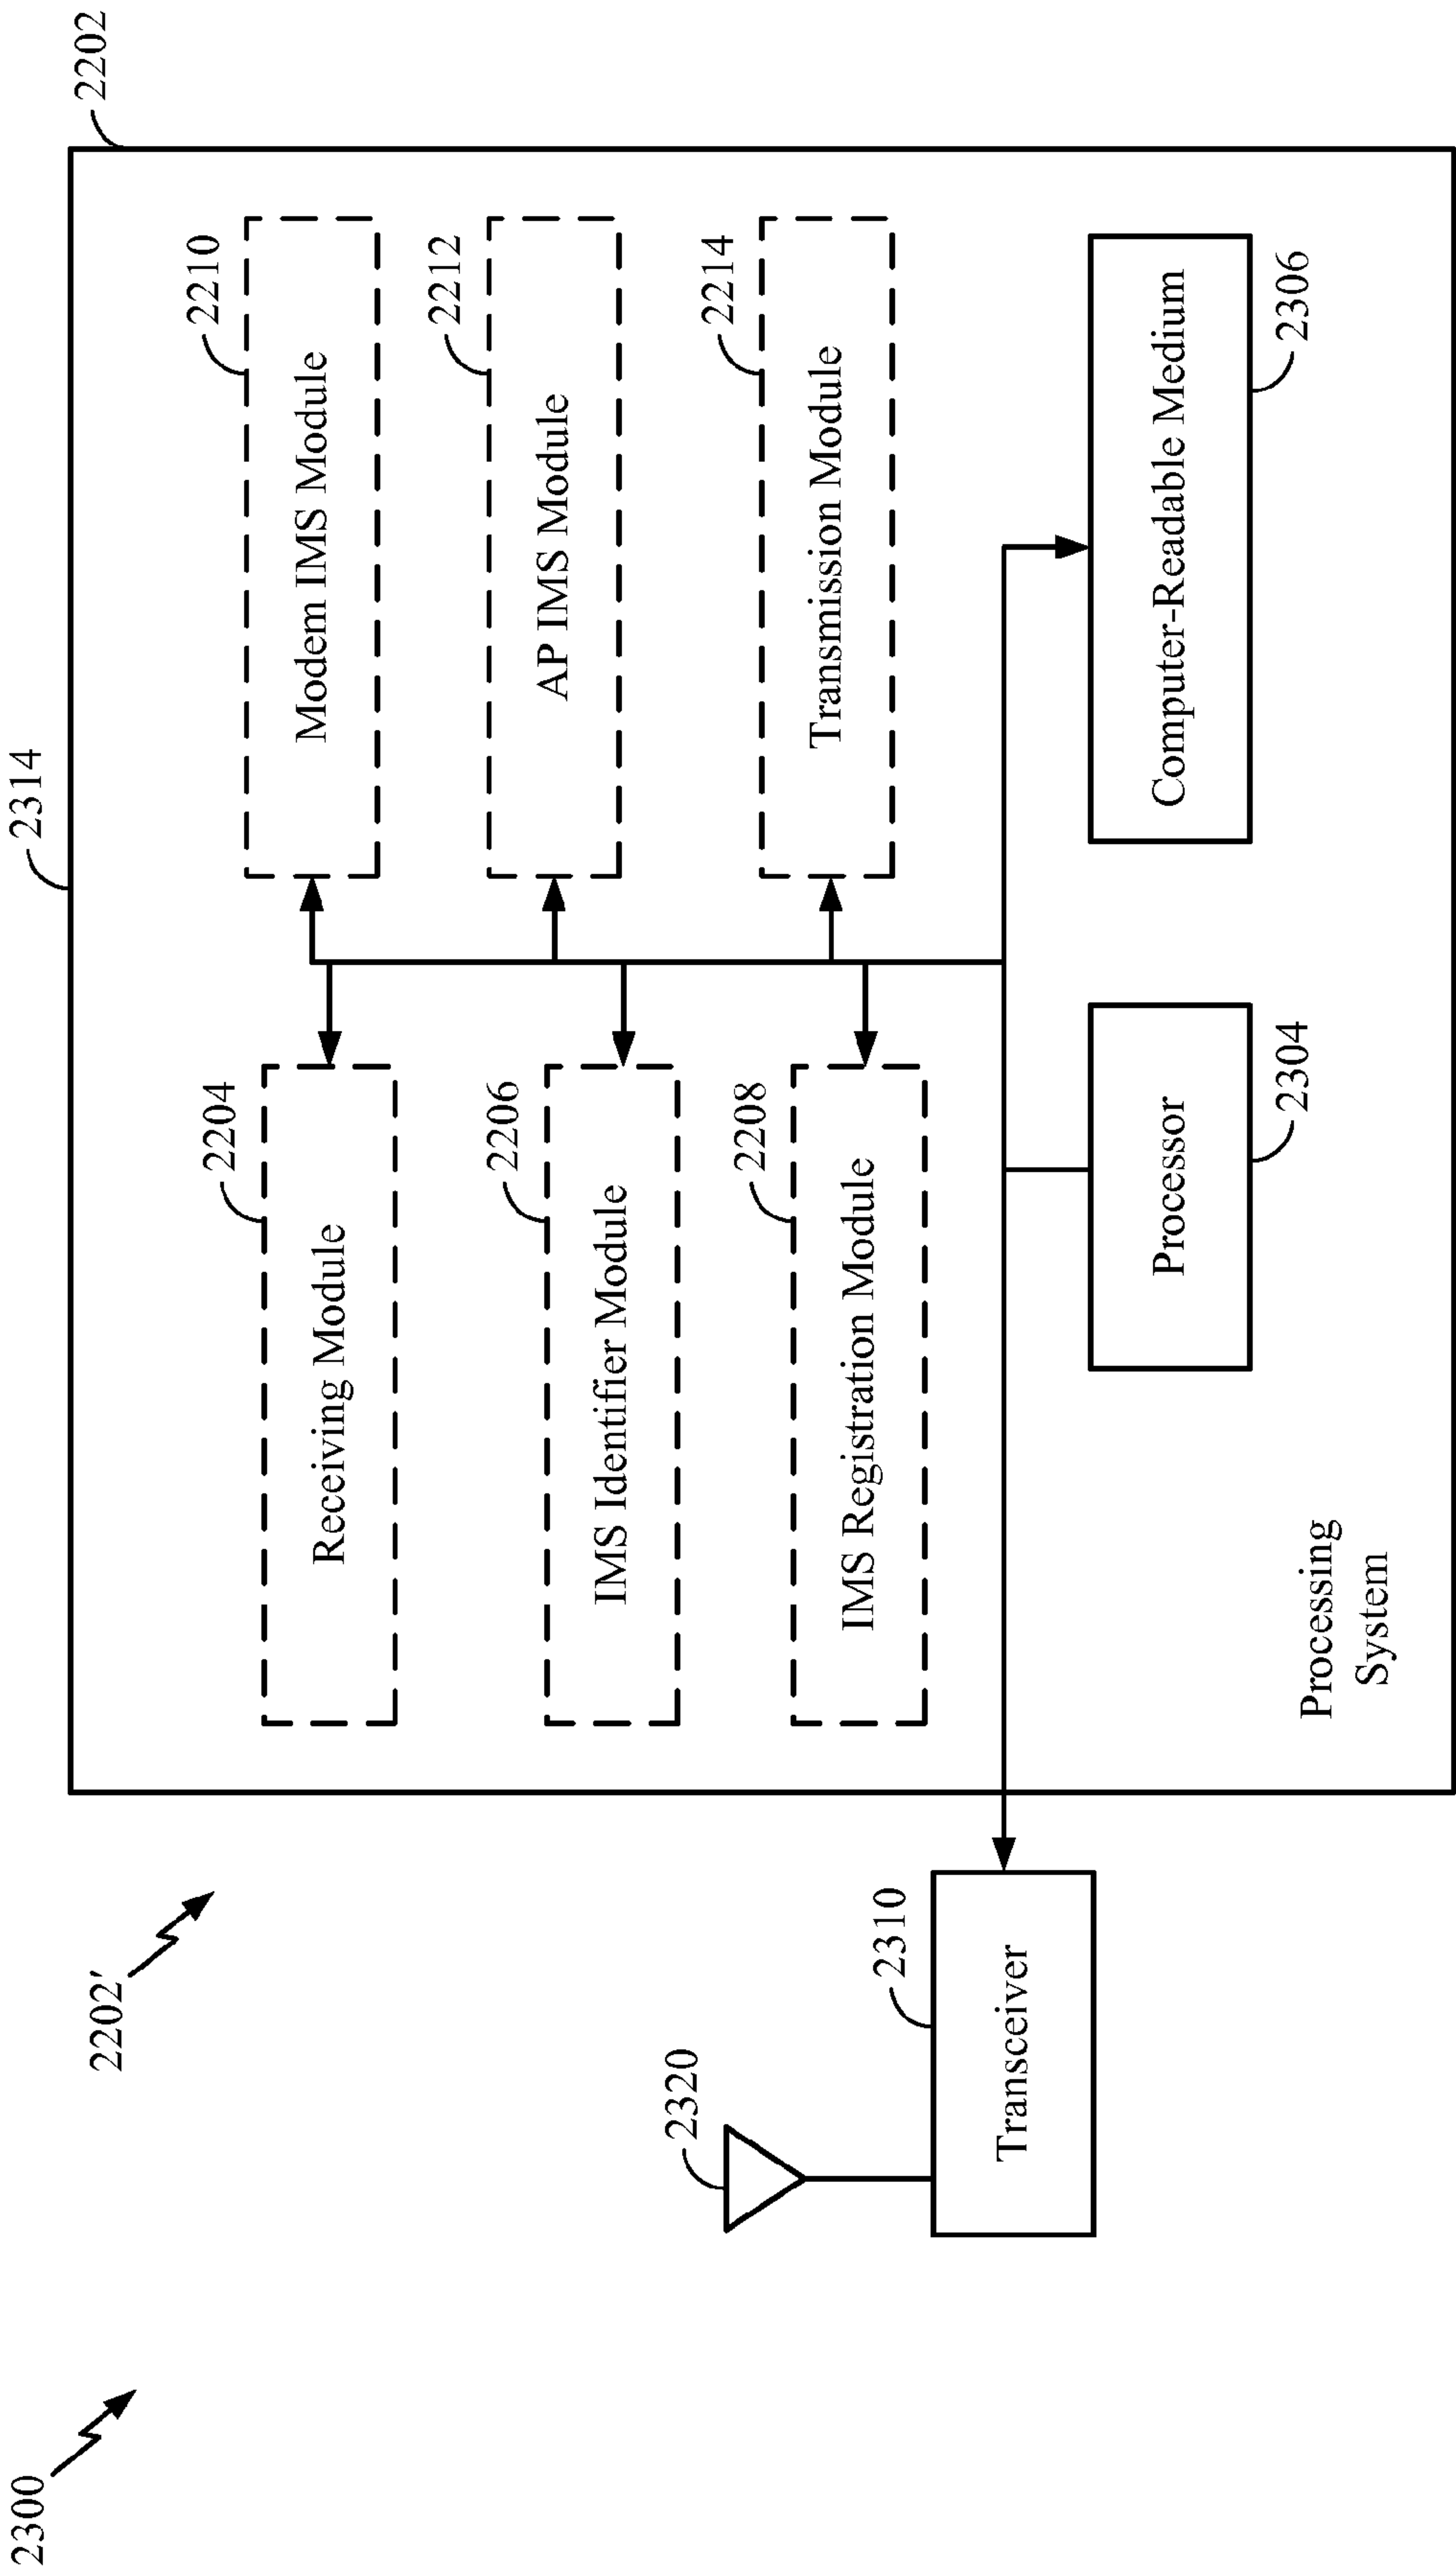 2300
2202'
2314
2202
2204
Receiving Module
2210
Modem IMS Module
2206
IMS Identifier Module
2212
AP IMS Module
2208
IMS Registration Module
2214
Transmission Module
2320
2310
Transceiver
Processor
2304
Computer-Readable Medium
2306
Processing
System